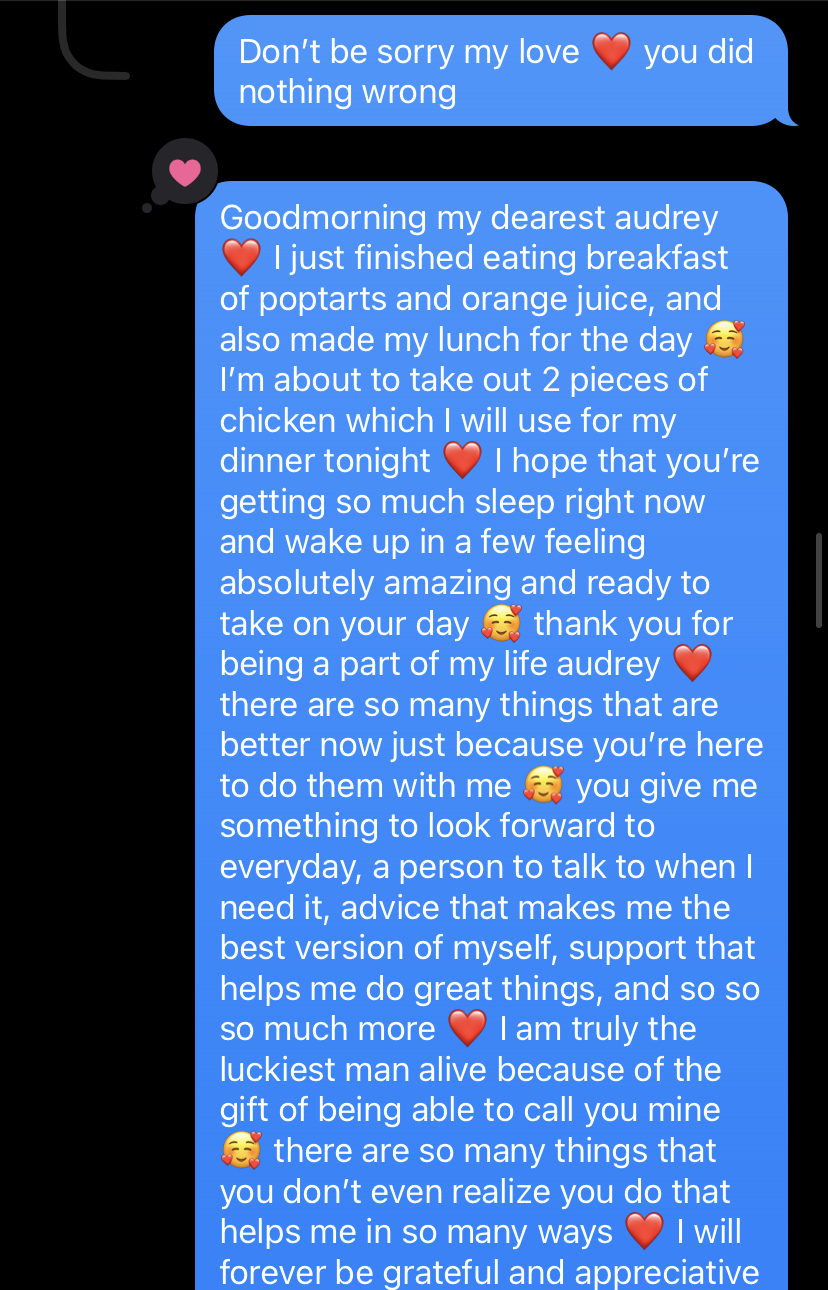 Don’t be sorry my love ❤️ you did
nothing wrong
Goodmorning my dearest audrey
❤️ I just finished eating breakfast
of poptarts and orange juice, and
also made my lunch for the day 🥰
I’m about to take out 2 pieces of
chicken which I will use for my
dinner tonight ❤️ I hope that you’re
getting so much sleep right now
and wake up in a few feeling
absolutely amazing and ready to
take on your day 🥰 thank you for
being a part of my life audrey ❤️
there are so many things that are
better now just because you’re here
to do them with me 🥰 you give me
something to look forward to
everyday, a person to talk to when I
need it, advice that makes me the
best version of myself, support that
helps me do great things, and so so
so much more ❤️ I am truly the
luckiest man alive because of the
gift of being able to call you mine
🥰 there are so many things that
you don’t even realize you do that
helps me in so many ways ❤️ I will
forever be grateful and appreciative